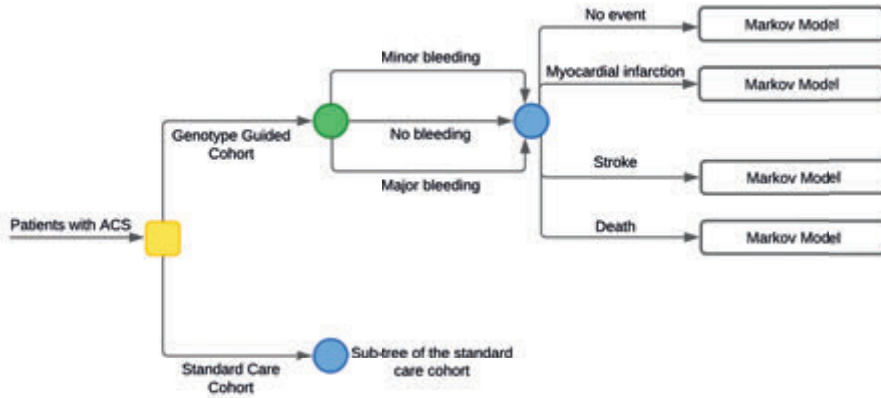 No event
Markov Model
Minor bleeding
Myocardial infarction
Markov Model
Genotype Guided
Cohort
No bleeding
Major bleeding
Stroke
Markov Model
Patients with ACS
Death
Markov Model
Standard Care
Cohort
Sub-tree of the standard
care cohort